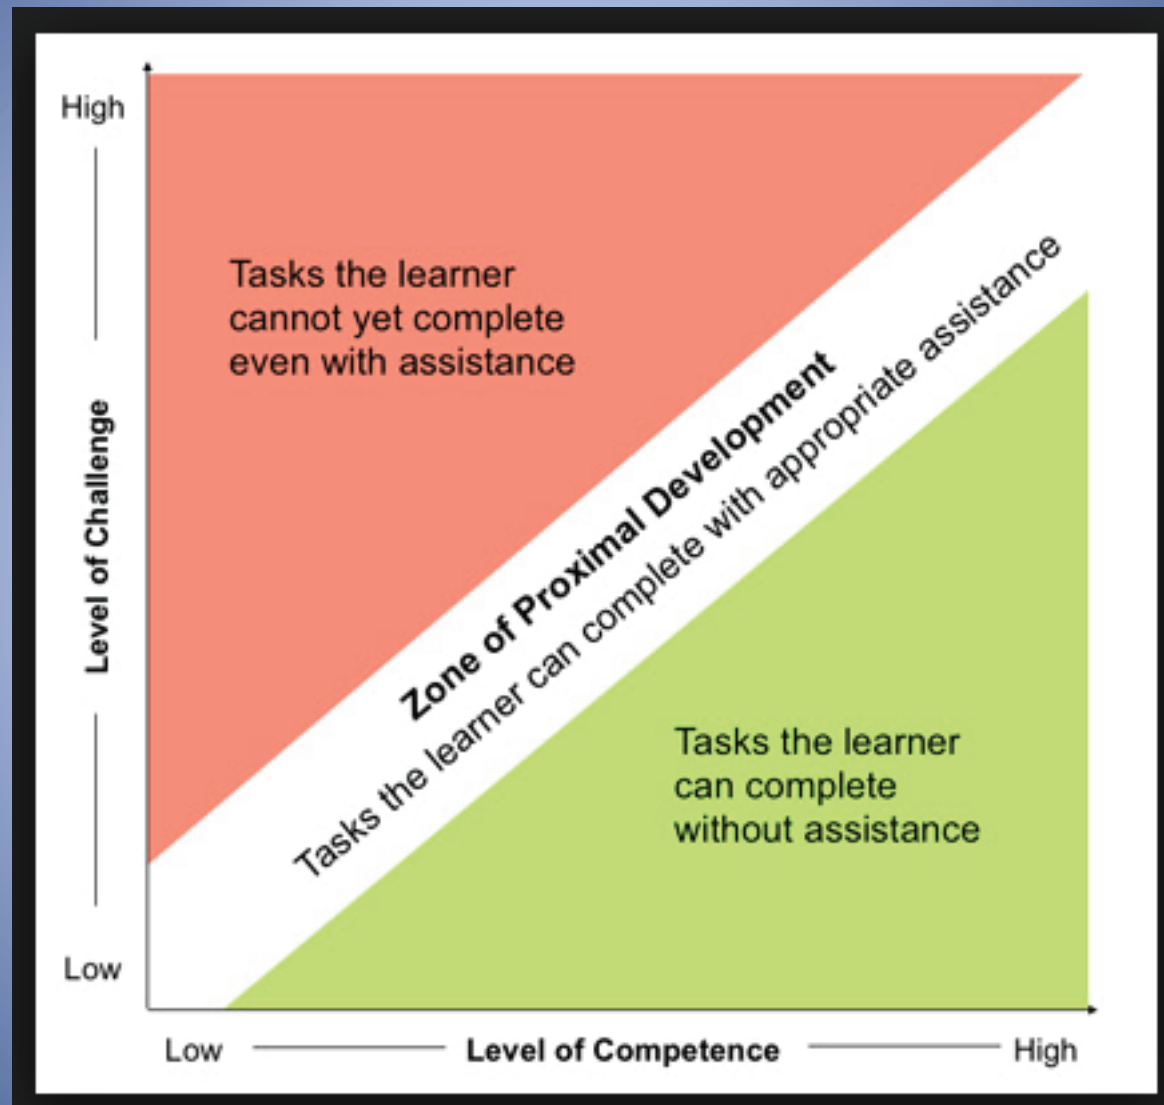 High
Level of Challenge
Low
Tasks the learner
cannot yet complete
even with assistance
Zone of Proximal Development
Tasks the learner can complete with appropriate assistance
Tasks the learner
can complete
without assistance
Low
Level of Competence
High